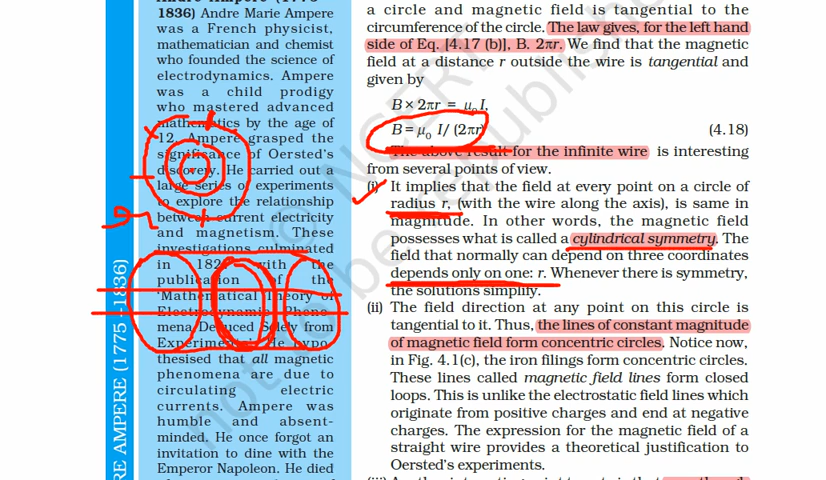 André Ampere (1775 –
1836) Andre Marie Ampere
was a French physicist,
mathematician and chemist
who founded the science of
electrodynamics. Ampere
was a child prodigy
who mastered advanced
mathematics by the age of
12. Ampere grasped the
significance of Oersted's
discovery. He carried out a
large series of experiments
to explore the relationship
between current electricity
and magnetism. These
investigations culminated
in 182 with the
publication of the
'Mathematical Theory of
Electrodynamic Pheno-
mena Deduced Solely from
Experiments'. He hypo-
thesised that all magnetic
phenomena are due to
circulating electric
currents. Ampere was
humble and absent-
minded. He once forgot an
invitation to dine with the
Emperor Napoleon. He died
RE AMPERE (1775 –1836)
a circle and magnetic field is tangential to the
circumference of the circle. The law gives, for the left hand
side of Eq. [4.17 (b)], B. 2πr. We find that the magnetic
field at a distance r outside the wire is tangential and
given by
B × 2πr = μ₀ I,
B = μ₀ I/ (2πr) (4.18)
The above result for the infinite wire is interesting
from several points of view.
(i) It implies that the field at every point on a circle of
radius r, (with the wire along the axis), is same in
magnitude. In other words, the magnetic field
possesses what is called a cylindrical symmetry. The
field that normally can depend on three coordinates
depends only on one: r. Whenever there is symmetry,
the solutions simplify.
(ii) The field direction at any point on this circle is
tangential to it. Thus, the lines of constant magnitude
of magnetic field form concentric circles. Notice now,
in Fig. 4.1(c), the iron filings form concentric circles.
These lines called magnetic field lines form closed
loops. This is unlike the electrostatic field lines which
originate from positive charges and end at negative
charges. The expression for the magnetic field of a
straight wire provides a theoretical justification to
Oersted's experiments.
© NCERT
not to be republished